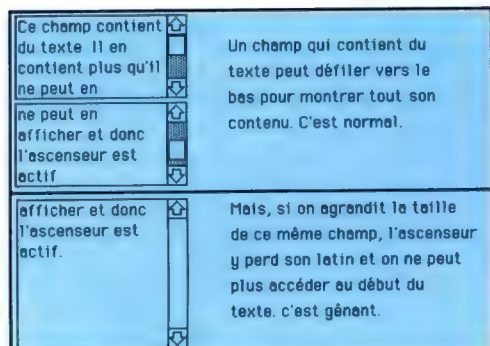 Ce champ contient
du texte Il en
contient plus qu'il
ne peut en
Un champ qui contient du
texte peut défiler vers le
bas pour montrer tout son
contenu. C'est normal.
ne peut en
afficher et donc
l'ascenseur est
actif
afficher et donc
l'ascenseur est
actif.
Mais, si on agrandit la taille
de ce même champ, l'ascenseur
y perd son latin et on ne peut
plus accéder au début du
texte. c'est gênant.